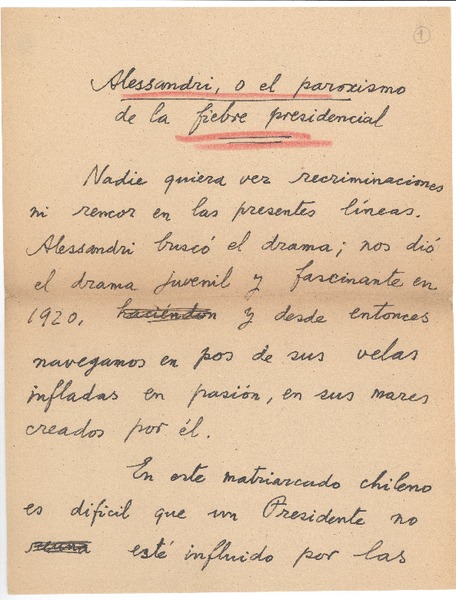 1
Alessandri, o el paroxismo
de la fiebre presidencial
Nadie quiera ver recriminaciones
ni rencor en las presentes líneas.
Alessandri buscó el drama; nos dió
el drama juvenil y fascinante en
1920, y desde entonces
navegamos en pos de sus velas
infladas en pasión, en sus mares
creados por él.
En este matriarcado chileno
es difícil que un Presidente no
esté influido por las